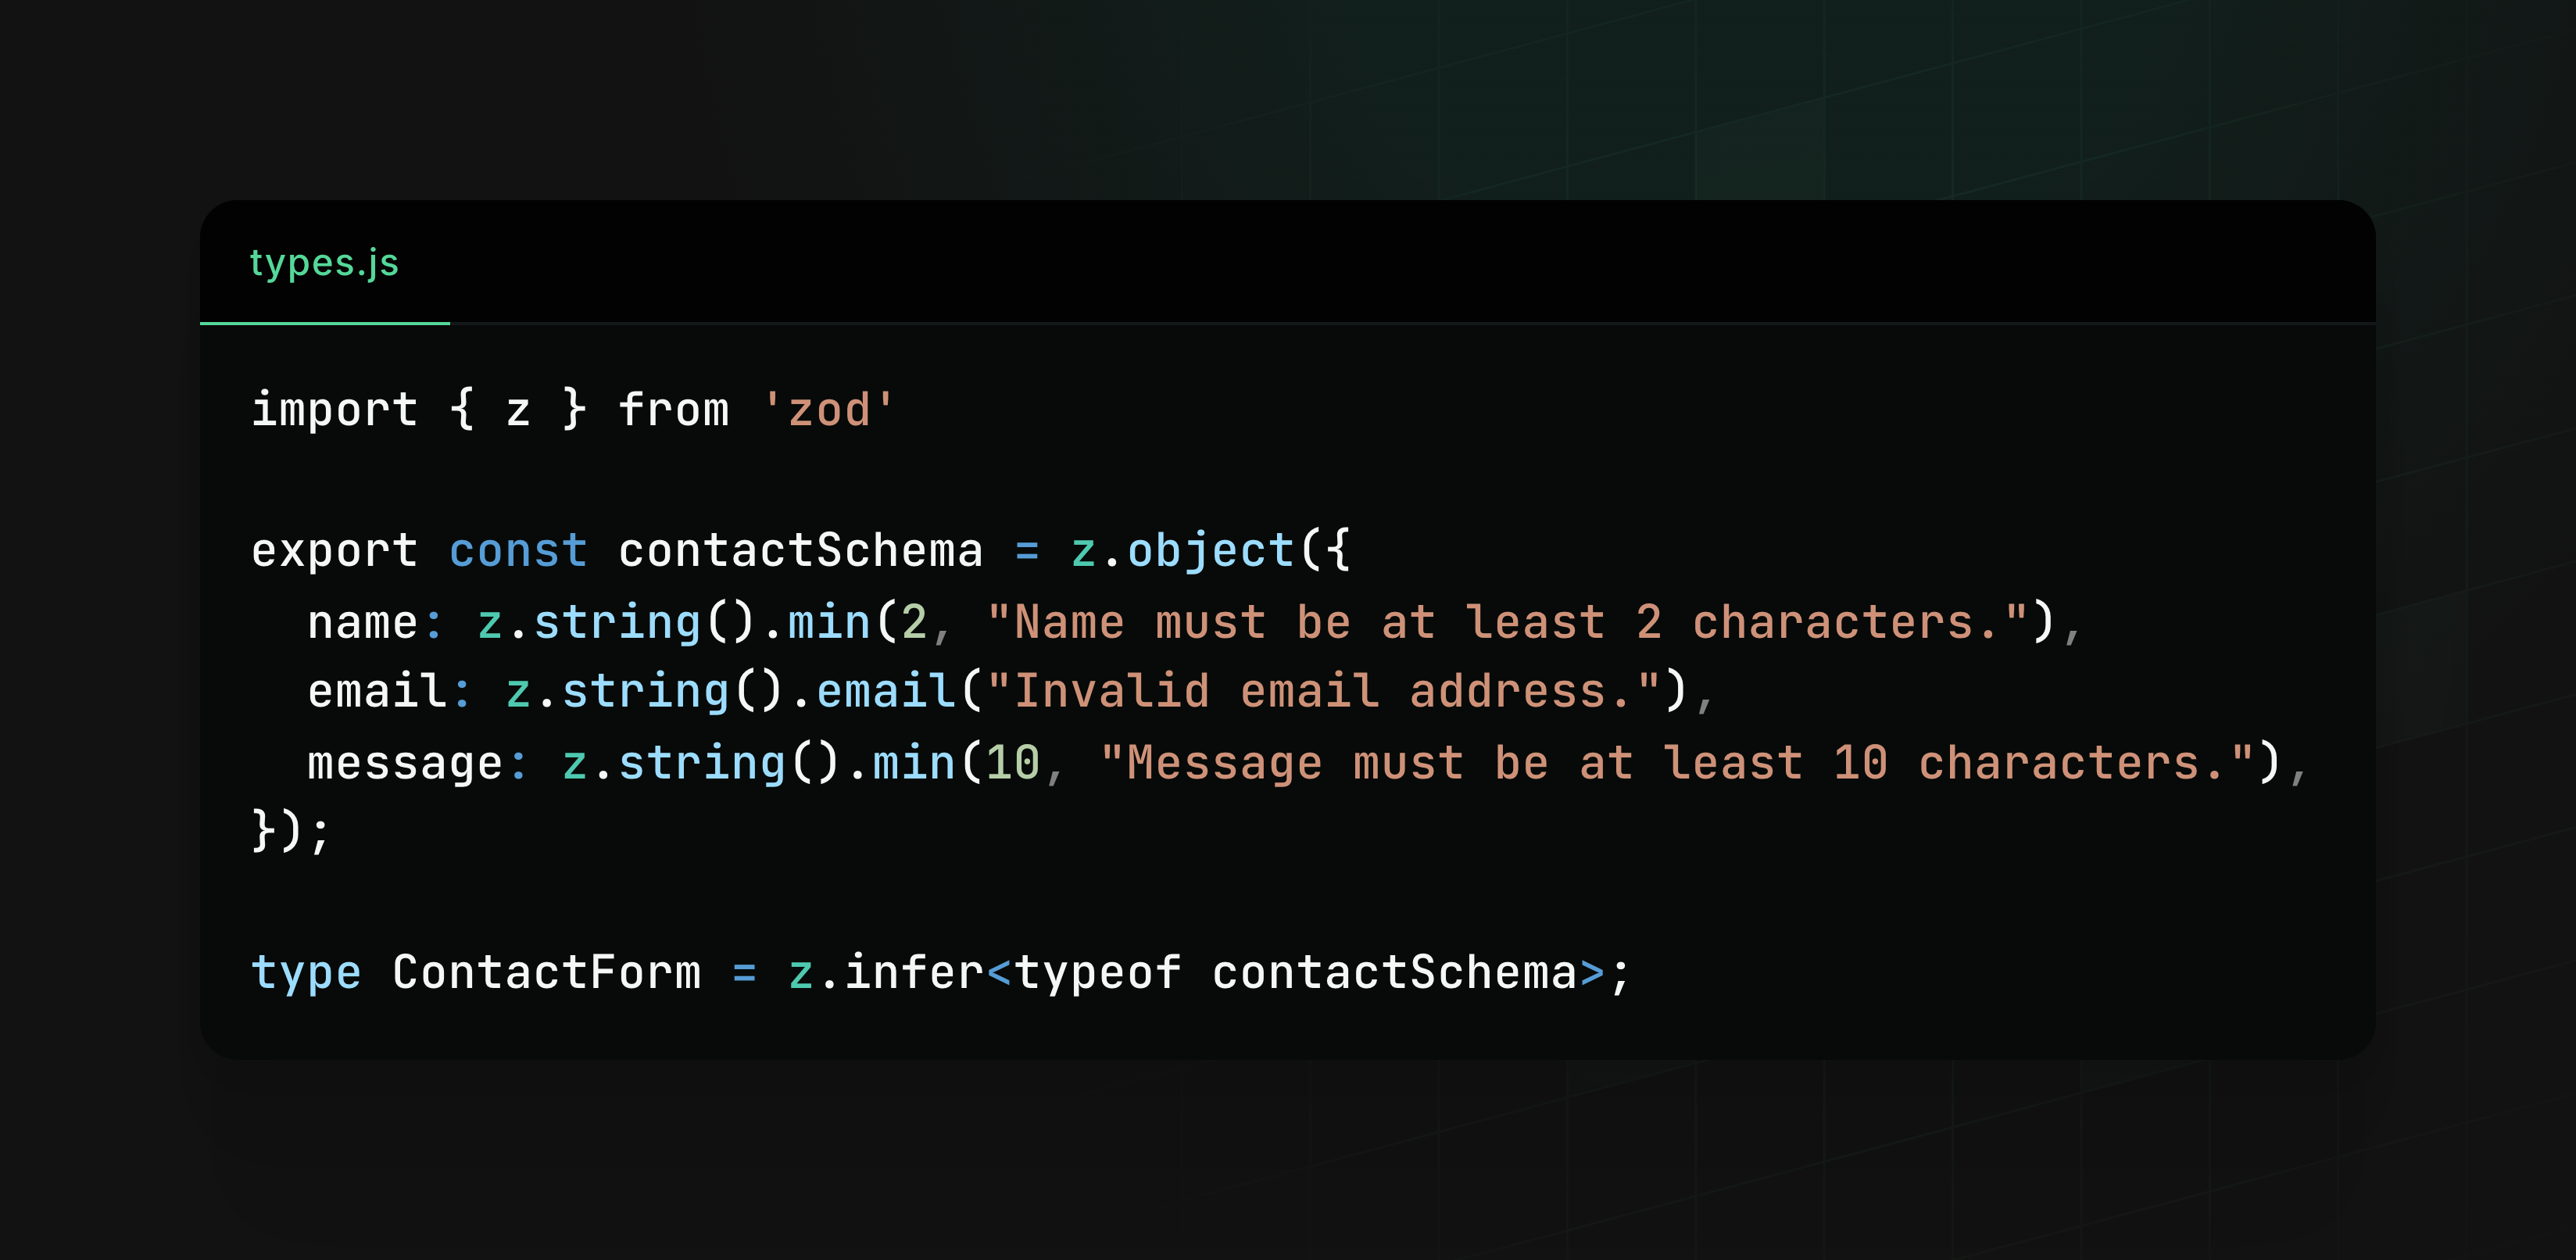 types.js
import { z } from 'zod'
export const contactSchema = z.object({
  name: z.string().min(2, "Name must be at least 2 characters."),
  email: z.string().email("Invalid email address."),
  message: z.string().min(10, "Message must be at least 10 characters."),
});
type ContactForm = z.infer<typeof contactSchema>;